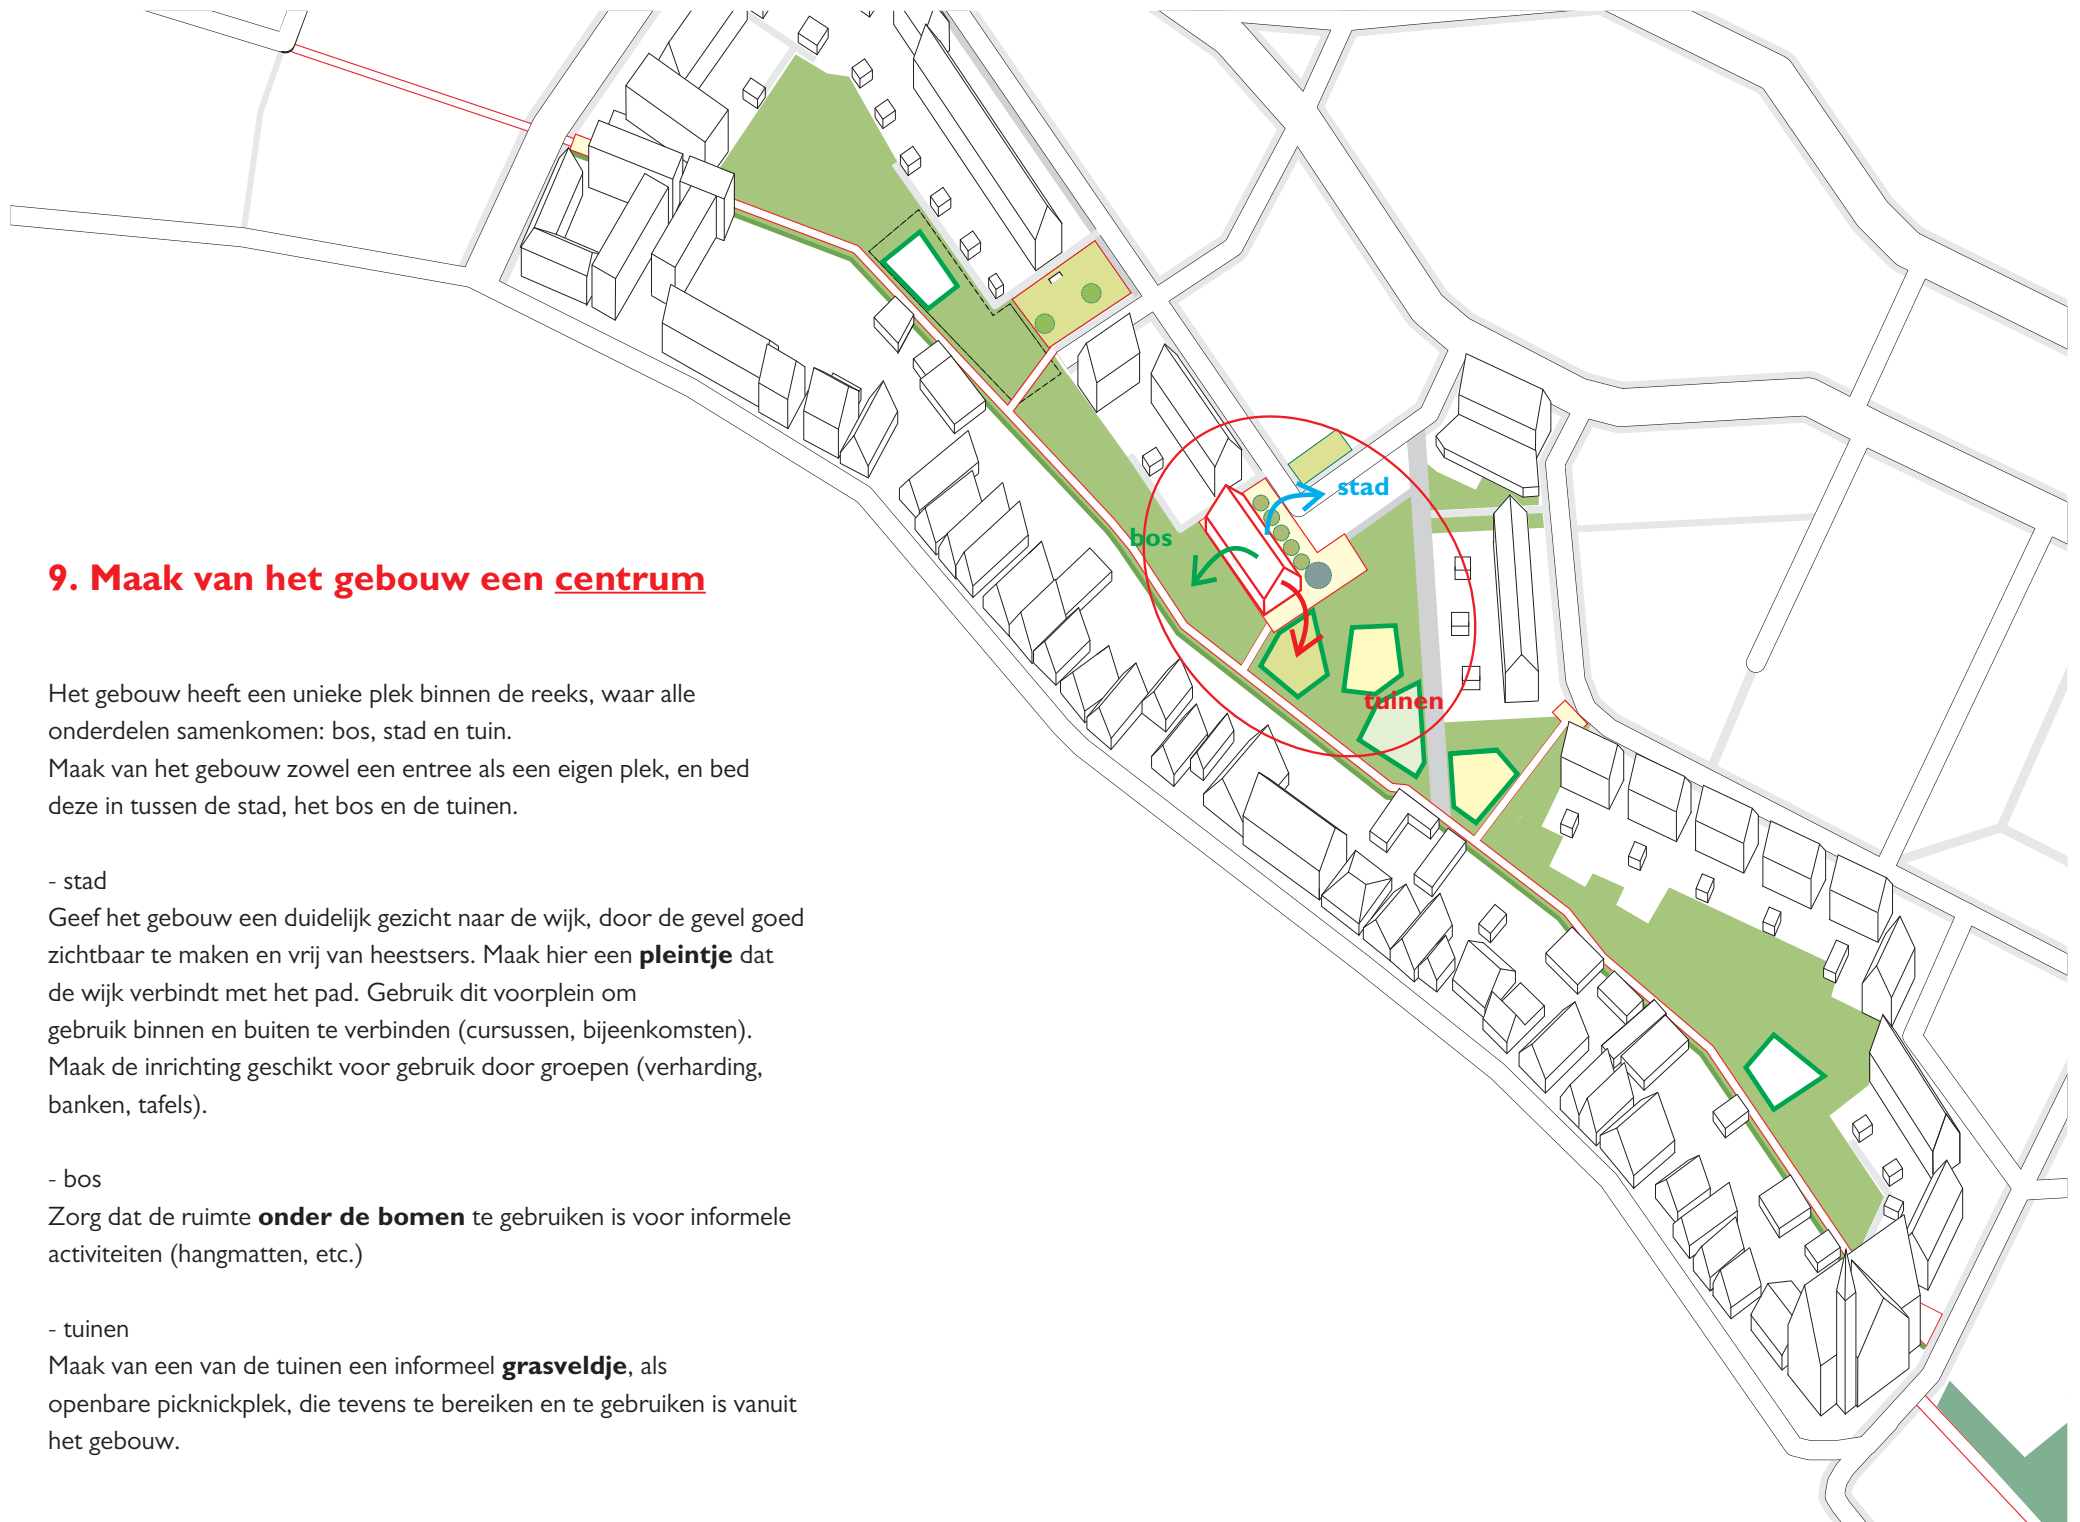 9. Maak van het gebouw een centrum
Het gebouw heeft een unieke plek binnen de reeks, waar alle
onderdelen samenkomen: bos, stad en tuin.
Maak van het gebouw zowel een entree als een eigen plek, en bed
deze in tussen de stad, het bos en de tuinen.
- stad
Geef het gebouw een duidelijk gezicht naar de wijk, door de gevel goed
zichtbaar te maken en vrij van heestsers. Maak hier een pleintje dat
de wijk verbindt met het pad. Gebruik dit voorplein om
gebruik binnen en buiten te verbinden (cursussen, bijeenkomsten).
Maak de inrichting geschikt voor gebruik door groepen (verharding,
banken, tafels).
- bos
Zorg dat de ruimte onder de bomen te gebruiken is voor informele
activiteiten (hangmatten, etc.)
- tuinen
Maak van een van de tuinen een informeel grasveldje, als
openbare picknickplek, die tevens te bereiken en te gebruiken is vanuit
het gebouw.
stad
bos
tuinen